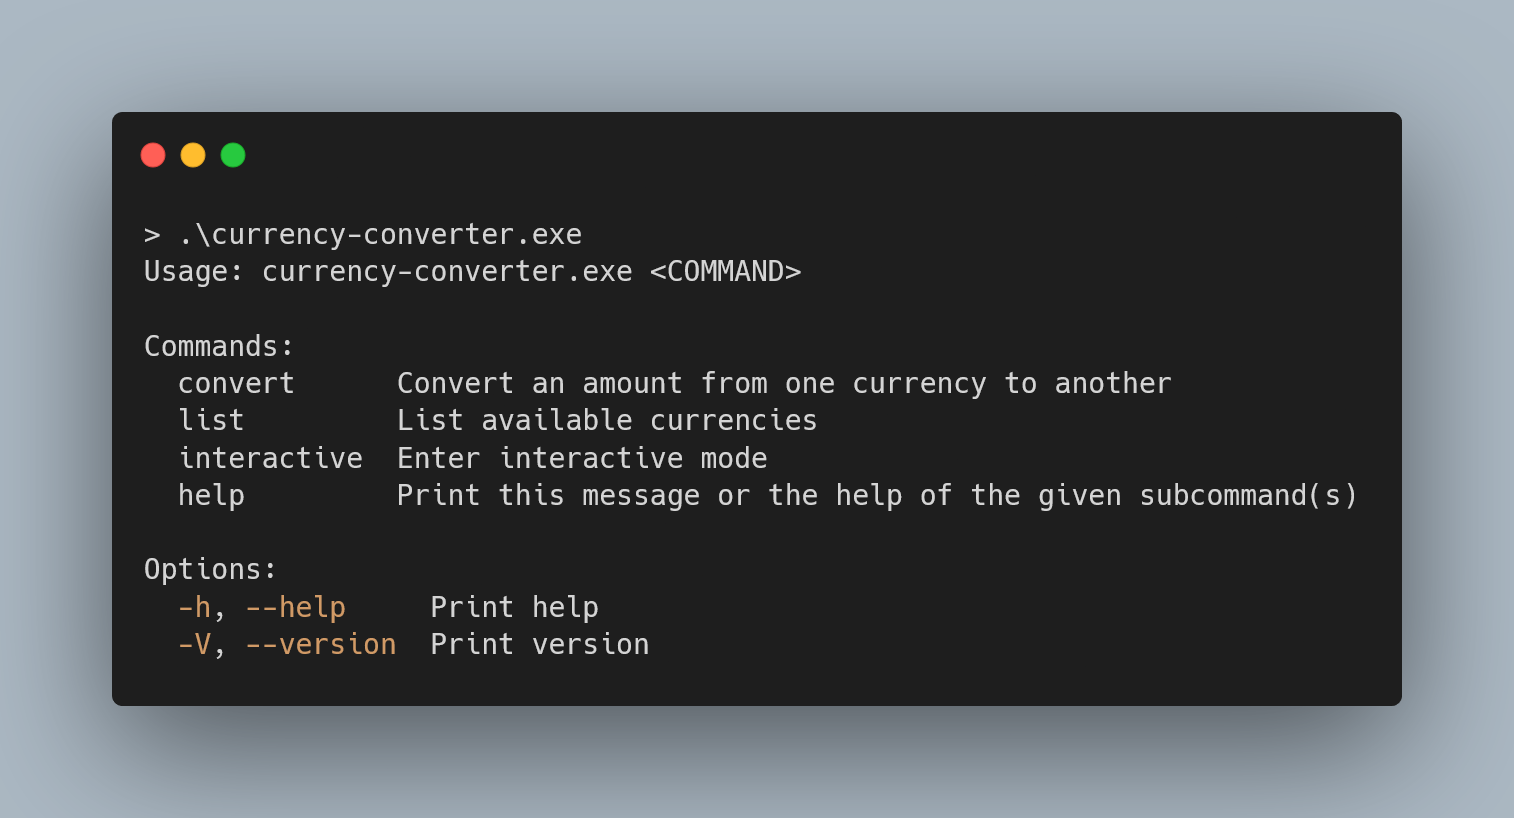 > .\currency-converter.exe
Usage: currency-converter.exe <COMMAND>
Commands:
  convert      Convert an amount from one currency to another
  list         List available currencies
  interactive  Enter interactive mode
  help         Print this message or the help of the given subcommand(s)
Options:
  -h, --help     Print help
  -V, --version  Print version